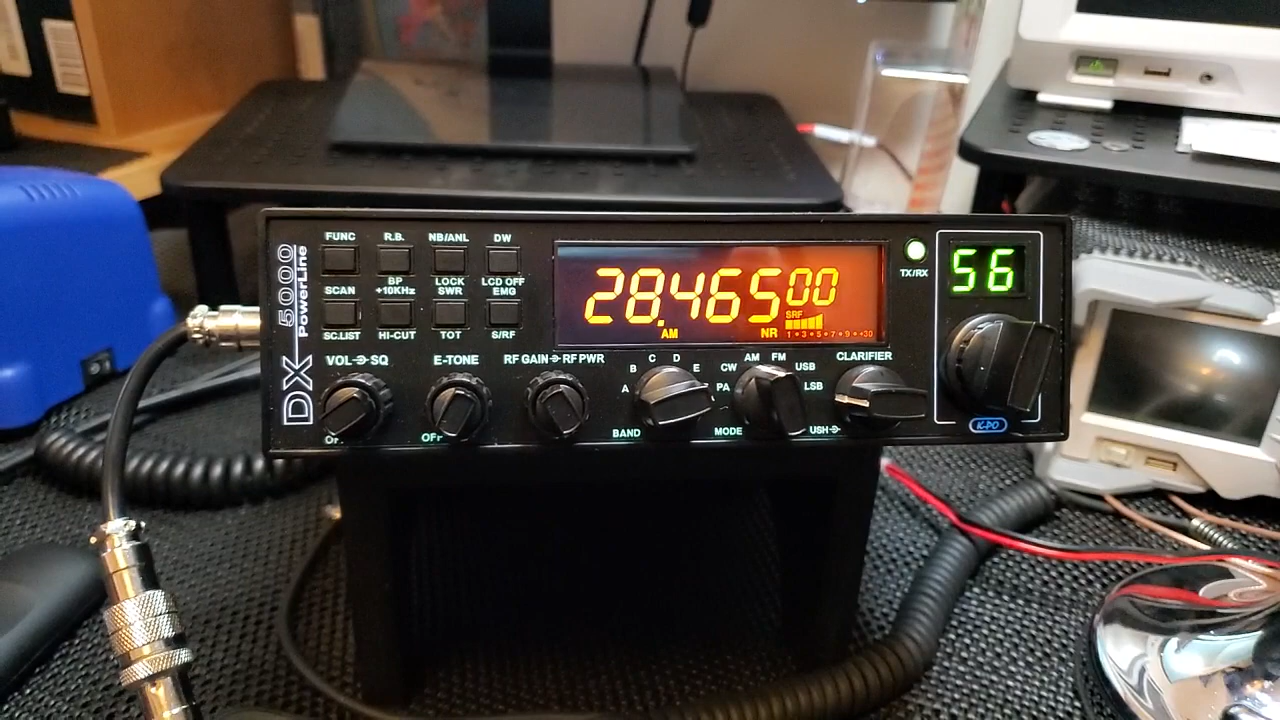 DX 5000
PowerLine
FUNC R.B. NB/ANL DW
SCAN BP +10KHz LOCK SWR LCD OFF EMG
SC.LIST HI-CUT TOT S/RF
28.465 00
AM NR SRF
1•3•5•7•9•+30
TX/RX
56
VOL SQ E-TONE RF GAIN RF PWR
OFF
A B C D E
BAND
PA CW AM FM USB LSB
MODE
CLARIFIER
USH
K-PO